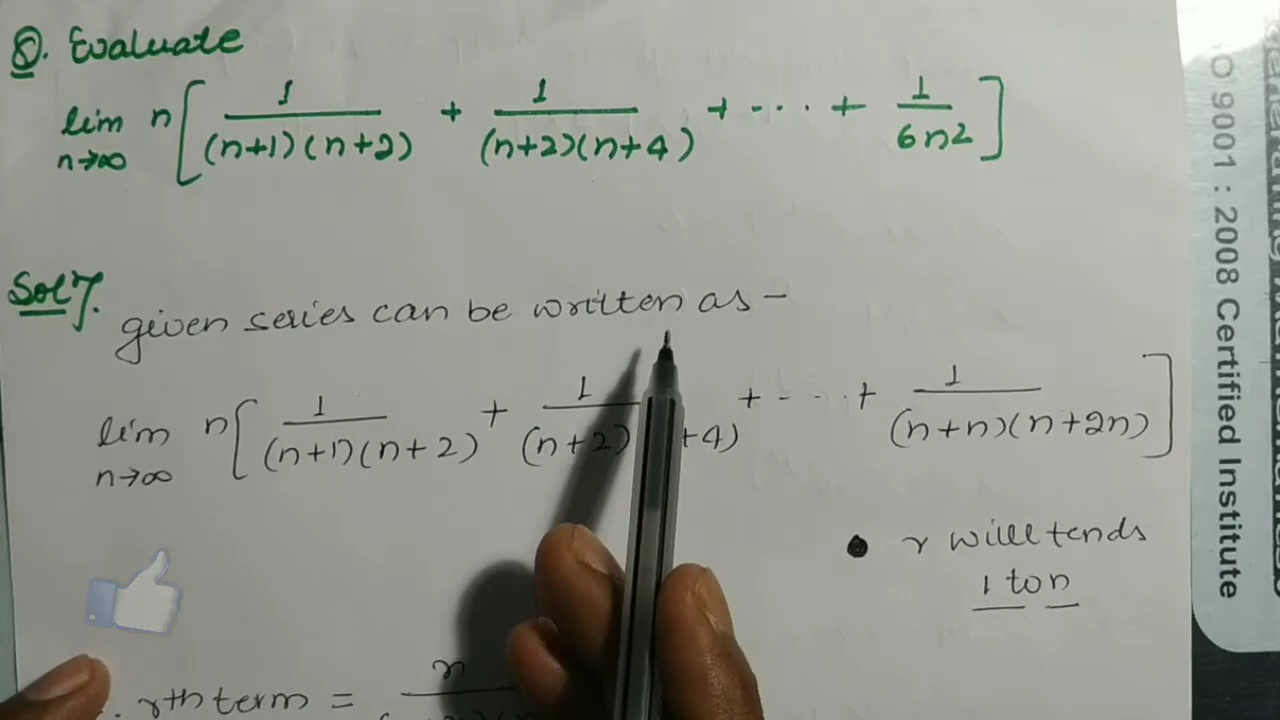 Q. Evaluate
lim n→∞ n[ 1/(n+1)(n+2) + 1/(n+2)(n+4) + --- + 1/6n2 ]
Soln.
given series can be written as –
lim n→∞ n[ 1/(n+1)(n+2) + 1/(n+2) +4) + - -- + 1/(n+n)(n+2n) ]
• r will tends
1 to n
rth term = n
O 9001 : 2008 Certified Institute